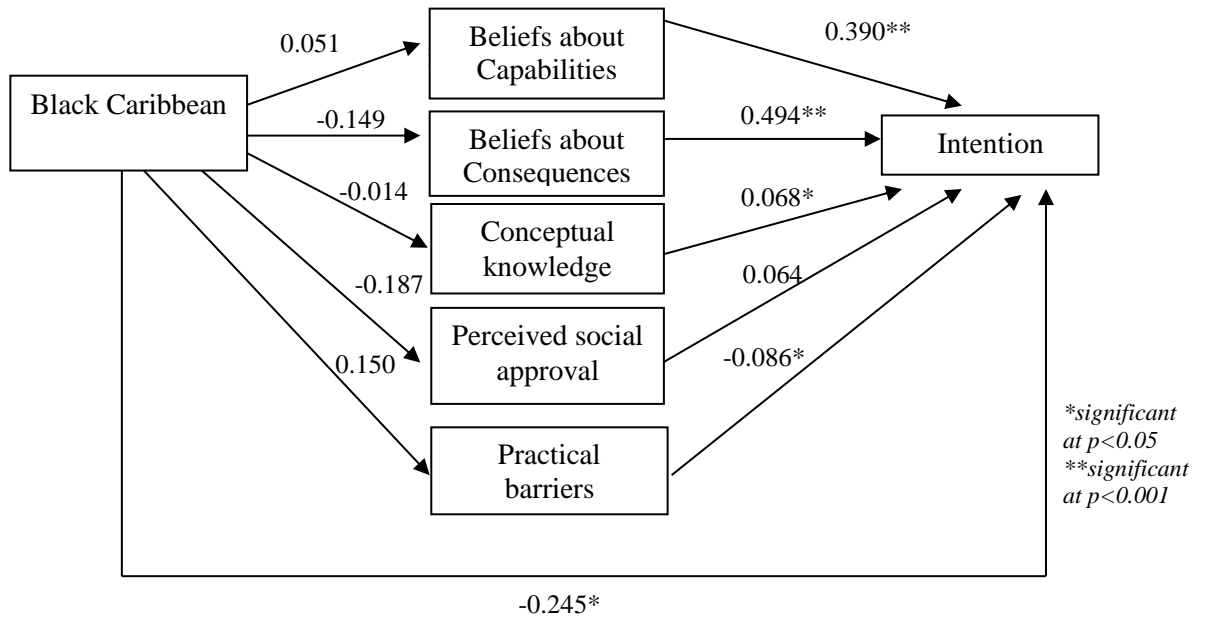 0.051
Beliefs about
Capabilities
0.390**
Black Caribbean
-0.149
Beliefs about
Consequences
0.494**
Intention
-0.014
Conceptual
knowledge
0.068*
-0.187
Perceived social
approval
0.064
0.150
-0.086*
Practical
barriers
*significant
at p<0.05
**significant
at p<0.001
-0.245*